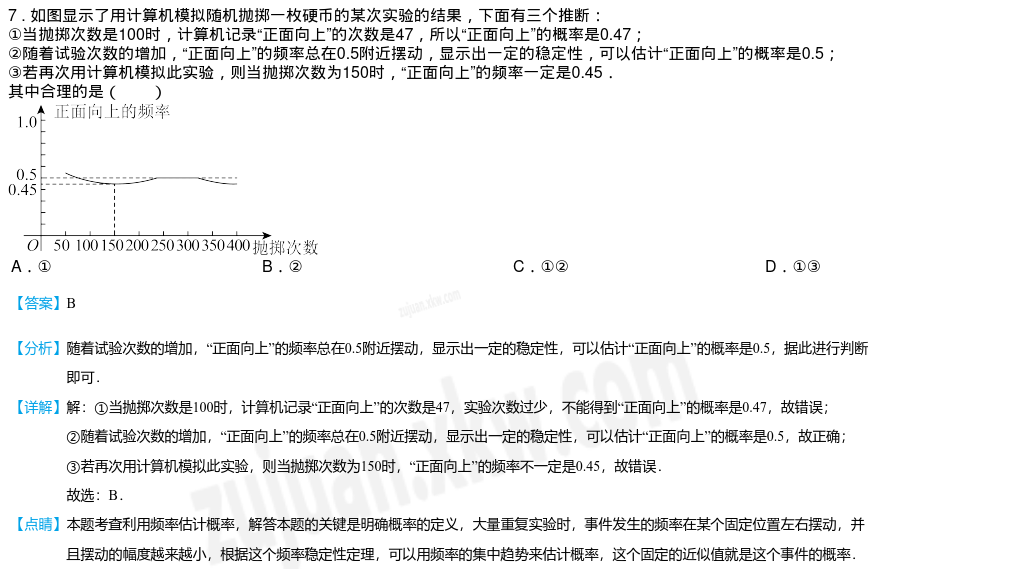 7．如图显示了用计算机模拟随机抛掷一枚硬币的某次实验的结果，下面有三个推断：
①当抛掷次数是100时，计算机记录“正面向上”的次数是47，所以“正面向上”的概率是0.47；
②随着试验次数的增加，“正面向上”的频率总在0.5附近摆动，显示出一定的稳定性，可以估计“正面向上”的概率是0.5；
③若再次用计算机模拟此实验，则当抛掷次数为150时，“正面向上”的频率一定是0.45．
其中合理的是（　　）
正面向上的频率
1.0
0.5
0.45
O 50 100 150 200 250 300 350 400 抛掷次数
A．① B．② C．①② D．①③
【答案】B
zujuan.xkw.com
【分析】随着试验次数的增加，“正面向上”的频率总在0.5附近摆动，显示出一定的稳定性，可以估计“正面向上”的概率是0.5，据此进行判断
即可．
【详解】解：①当抛掷次数是100时，计算机记录“正面向上”的次数是47，实验次数过少，不能得到“正面向上”的概率是0.47，故错误；
②随着试验次数的增加，“正面向上”的频率总在0.5附近摆动，显示出一定的稳定性，可以估计“正面向上”的概率是0.5，故正确；
③若再次用计算机模拟此实验，则当抛掷次数为150时，“正面向上”的频率不一定是0.45，故错误．
故选：B．
zujuan.xkw.com
【点睛】本题考查利用频率估计概率，解答本题的关键是明确概率的定义，大量重复实验时，事件发生的频率在某个固定位置左右摆动，并
且摆动的幅度越来越小，根据这个频率稳定性定理，可以用频率的集中趋势来估计概率，这个固定的近似值就是这个事件的概率．